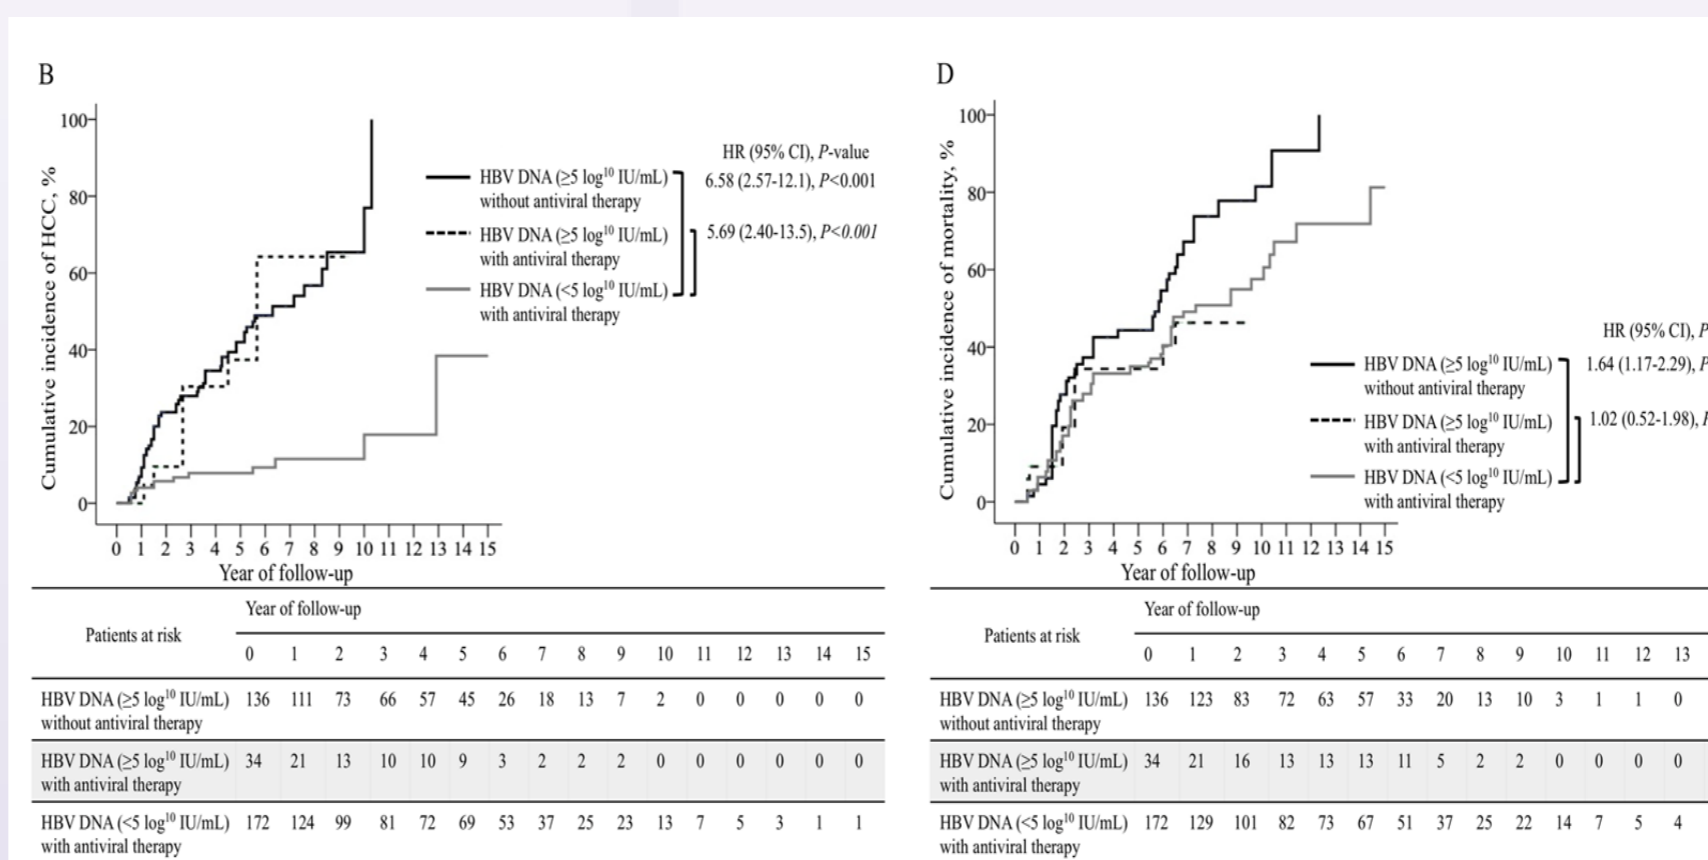 B
Cumulative incidence of HCC, %
100
80
60
40
20
0
0 1 2 3 4 5 6 7 8 9 10 11 12 13 14 15
Year of follow-up
HR (95% CI), P-value
HBV DNA (≥5 log¹⁰ IU/mL) 6.58 (2.57-12.1), P<0.001
without antiviral therapy
HBV DNA (≥5 log¹⁰ IU/mL) 5.69 (2.40-13.5), P<0.001
with antiviral therapy
HBV DNA (<5 log¹⁰ IU/mL)
with antiviral therapy
Year of follow-up
Patients at risk
0 1 2 3 4 5 6 7 8 9 10 11 12 13 14 15
HBV DNA (≥5 log¹⁰ IU/mL) 136 111 73 66 57 45 26 18 13 7 2 0 0 0 0 0
without antiviral therapy
HBV DNA (≥5 log¹⁰ IU/mL) 34 21 13 10 10 9 3 2 2 2 0 0 0 0 0 0
with antiviral therapy
HBV DNA (<5 log¹⁰ IU/mL) 172 124 99 81 72 69 53 37 25 23 13 7 5 3 1 1
with antiviral therapy
D
Cumulative incidence of mortality, %
100
80
60
40
20
0
0 1 2 3 4 5 6 7 8 9 10 11 12 13 14 15
Year of follow-up
HR (95% CI), P
HBV DNA (≥5 log¹⁰ IU/mL) 1.64 (1.17-2.29), P
without antiviral therapy
HBV DNA (≥5 log¹⁰ IU/mL) 1.02 (0.52-1.98),
with antiviral therapy
HBV DNA (<5 log¹⁰ IU/mL)
with antiviral therapy
Year of follow-up
Patients at risk
0 1 2 3 4 5 6 7 8 9 10 11 12 13
HBV DNA (≥5 log¹⁰ IU/mL) 136 123 83 72 63 57 33 20 13 10 3 1 1 0
without antiviral therapy
HBV DNA (≥5 log¹⁰ IU/mL) 34 21 16 13 13 13 11 5 2 2 0 0 0 0
with antiviral therapy
HBV DNA (<5 log¹⁰ IU/mL) 172 129 101 82 73 67 51 37 25 22 14 7 5 4
with antiviral therapy